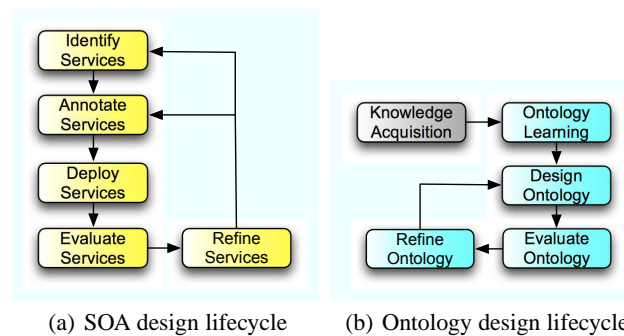 Identify
Services
Annotate
Services
Deploy
Services
Evaluate
Services
Refine
Services
(a) SOA design lifecycle
Knowledge
Acquisition
Ontology
Learning
Design
Ontology
Evaluate
Ontology
Refine
Ontology
(b) Ontology design lifecycle